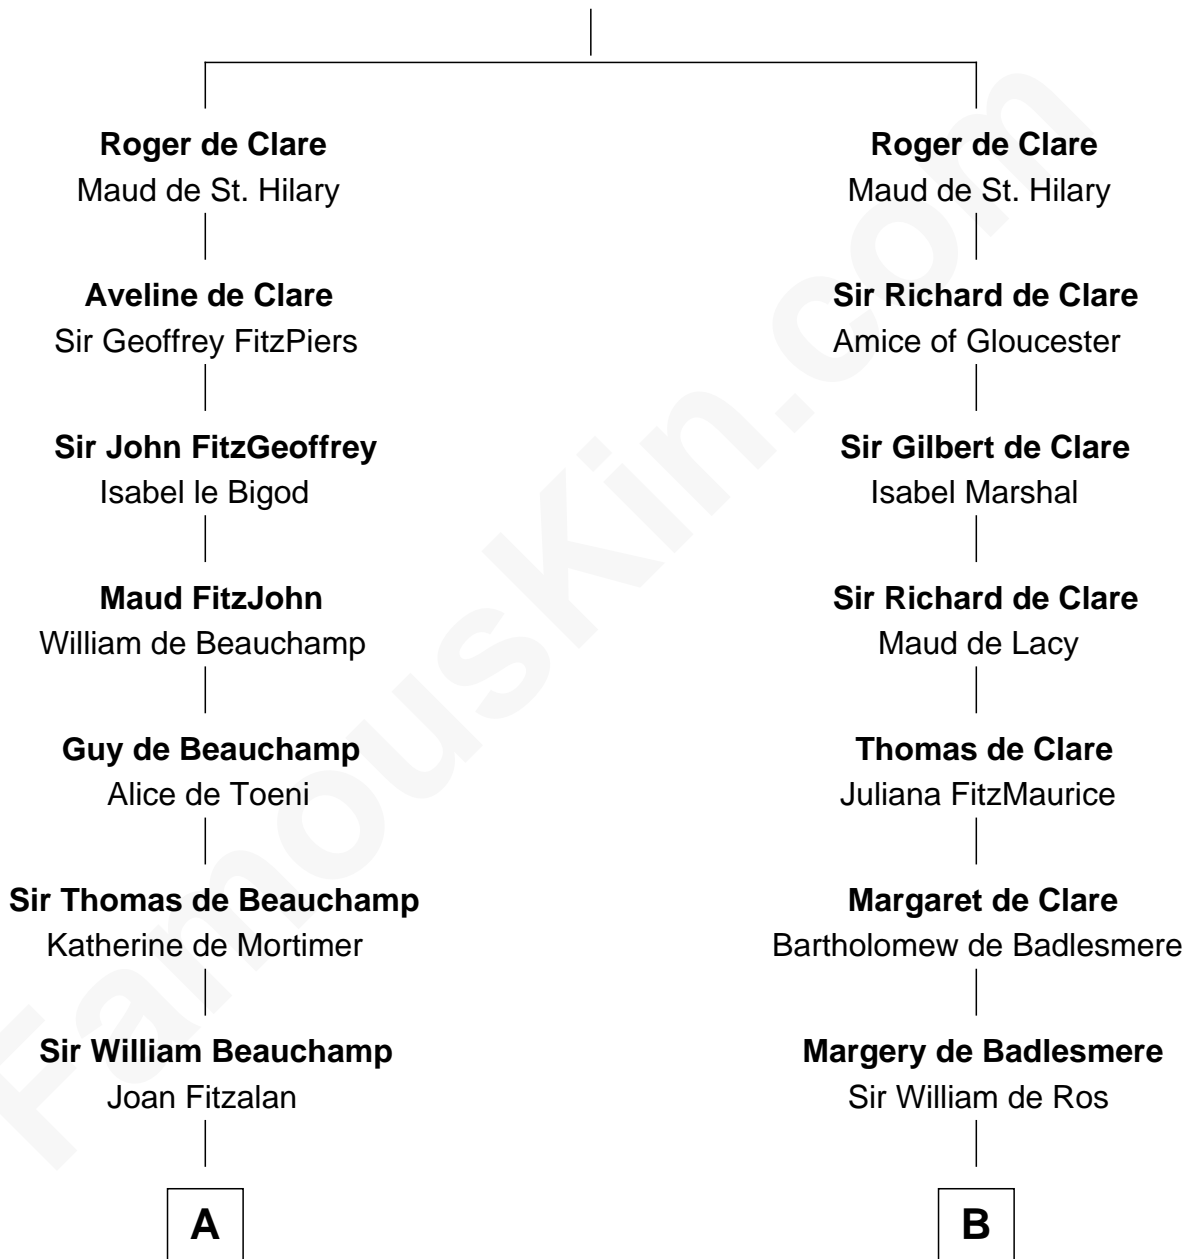 Roger de Clare
Maud de St. Hilary
Aveline de Clare
Sir Geoffrey FitzPiers
Sir John FitzGeoffrey
Isabel le Bigod
Maud FitzJohn
William de Beauchamp
Guy de Beauchamp
Alice de Toeni
Sir Thomas de Beauchamp
Katherine de Mortimer
Sir William Beauchamp
Joan Fitzalan
A
Roger de Clare
Maud de St. Hilary
Sir Richard de Clare
Amice of Gloucester
Sir Gilbert de Clare
Isabel Marshal
Sir Richard de Clare
Maud de Lacy
Thomas de Clare
Juliana FitzMaurice
Margaret de Clare
Bartholomew de Badlesmere
Margery de Badlesmere
Sir William de Ros
B
FamousKin.com